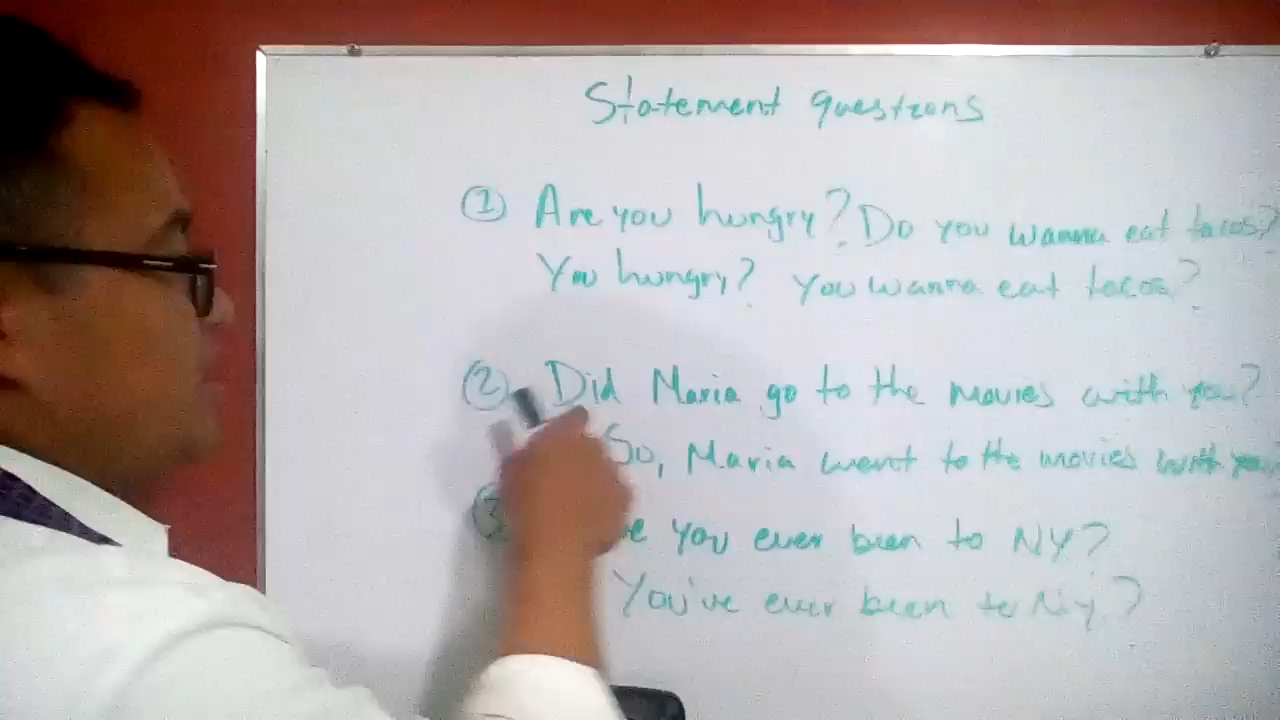 Statement questions
① Are you hungry? Do you wanna eat tacos?
You hungry? You wanna eat tacos?
② Did Maria go to the movies with you?
So, Maria went to the movies with you
③ you ever been to NY?
You've ever been to NY?